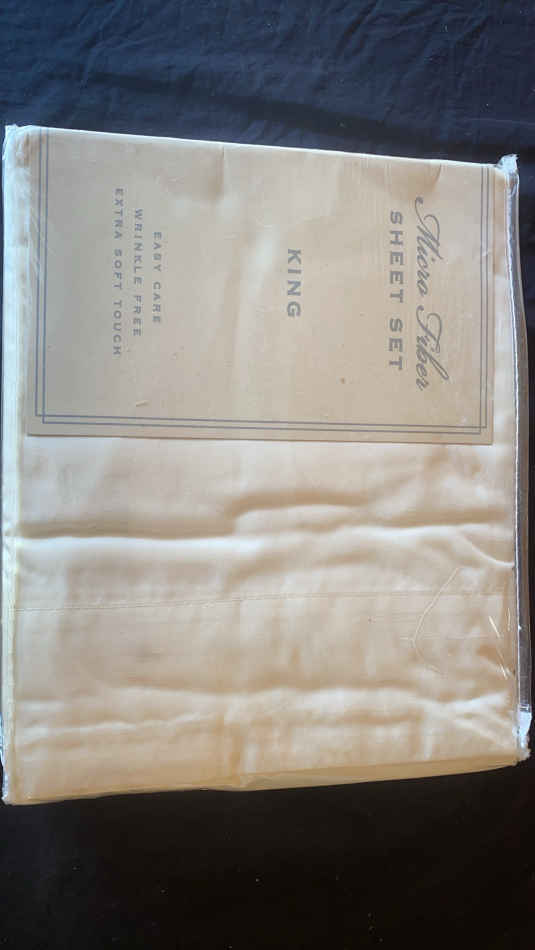 Micro Fiber
SHEET SET
KING
EASY CARE
WRINKLE FREE
EXTRA SOFT TOUCH